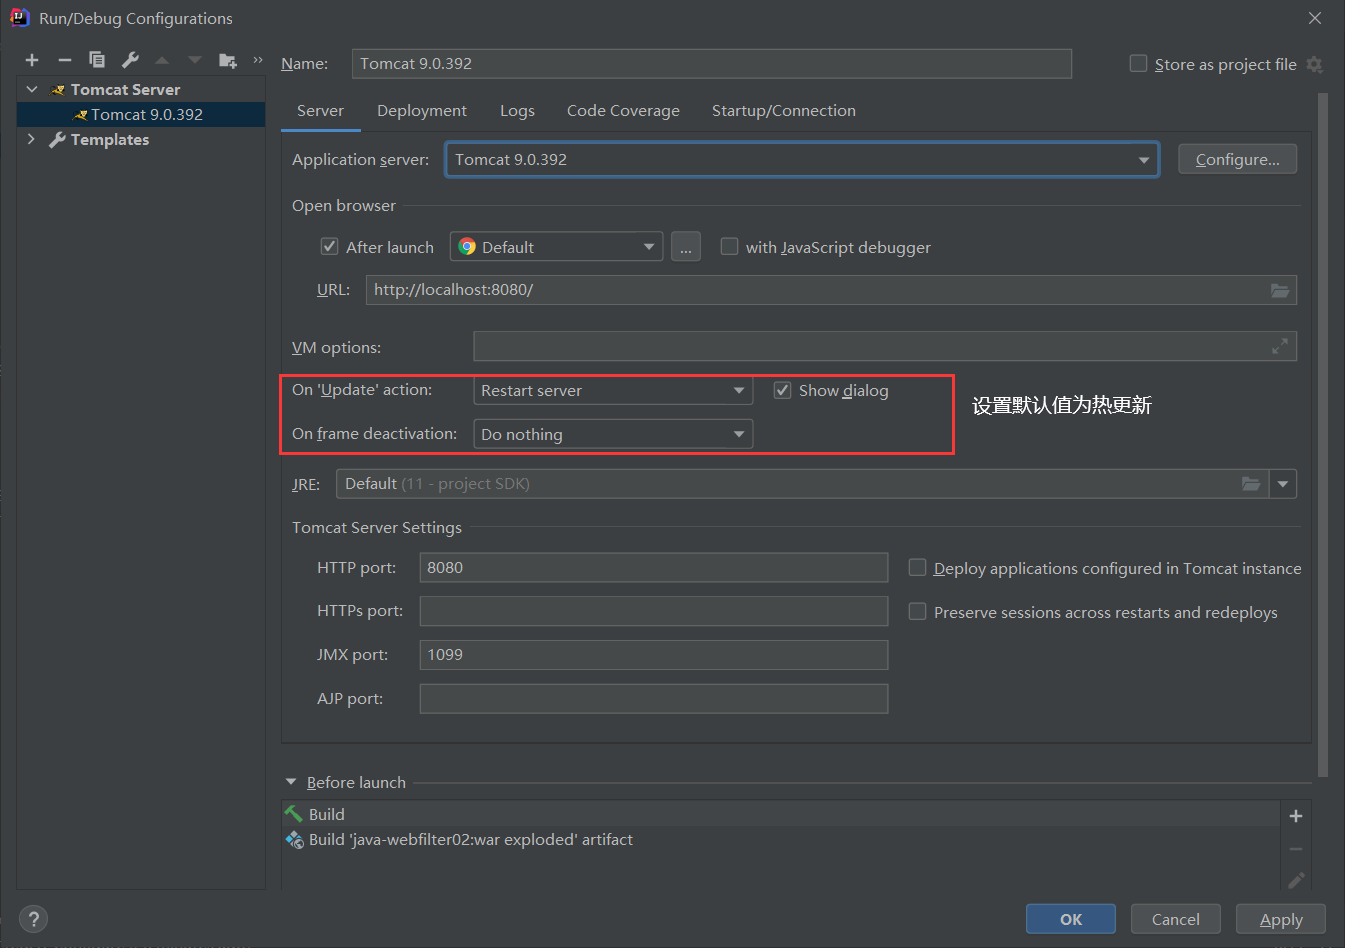 Run/Debug Configurations
Name: Tomcat 9.0.392 Store as project file
Tomcat Server
Tomcat 9.0.392
Templates
Server Deployment Logs Code Coverage Startup/Connection
Application server: Tomcat 9.0.392 Configure...
Open browser
After launch Default ... with JavaScript debugger
URL: http://localhost:8080/
VM options:
On 'Update' action: Restart server Show dialog
设置默认值为热更新
On frame deactivation: Do nothing
JRE: Default (11 - project SDK)
Tomcat Server Settings
HTTP port: 8080 Deploy applications configured in Tomcat instance
HTTPs port: Preserve sessions across restarts and redeploys
JMX port: 1099
AJP port:
Before launch
Build
Build 'java-webfilter02:war exploded' artifact
? OK Cancel Apply